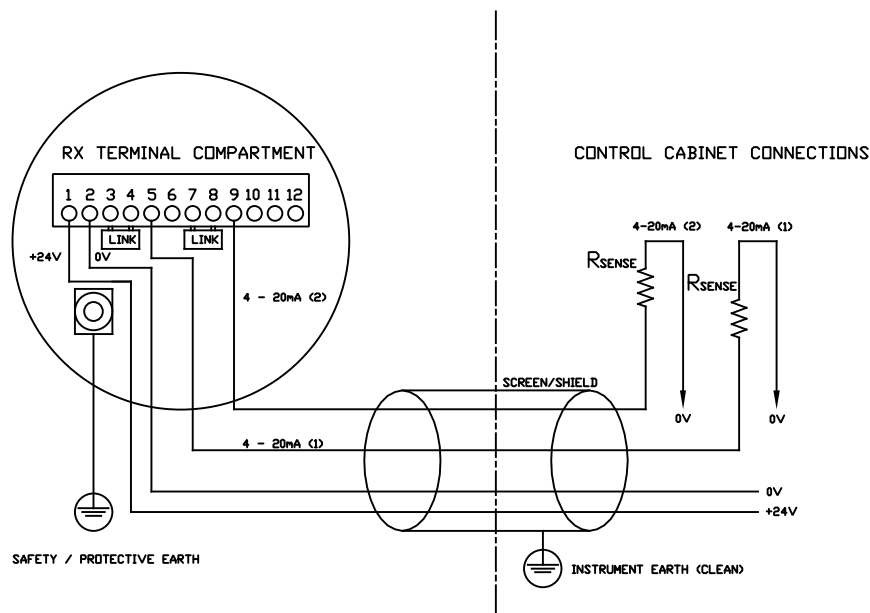 RX TERMINAL COMPARTMENT
CONTROL CABINET CONNECTIONS
1 2 3 4 5 6 7 8 9 10 11 12
LINK
LINK
+24V
0V
4-20mA (2)
4-20mA (1)
RSENSE
RSENSE
4 - 20mA (2)
SCREEN/SHIELD
0V
0V
4 - 20mA (1)
0V
+24V
SAFETY / PROTECTIVE EARTH
INSTRUMENT EARTH (CLEAN)